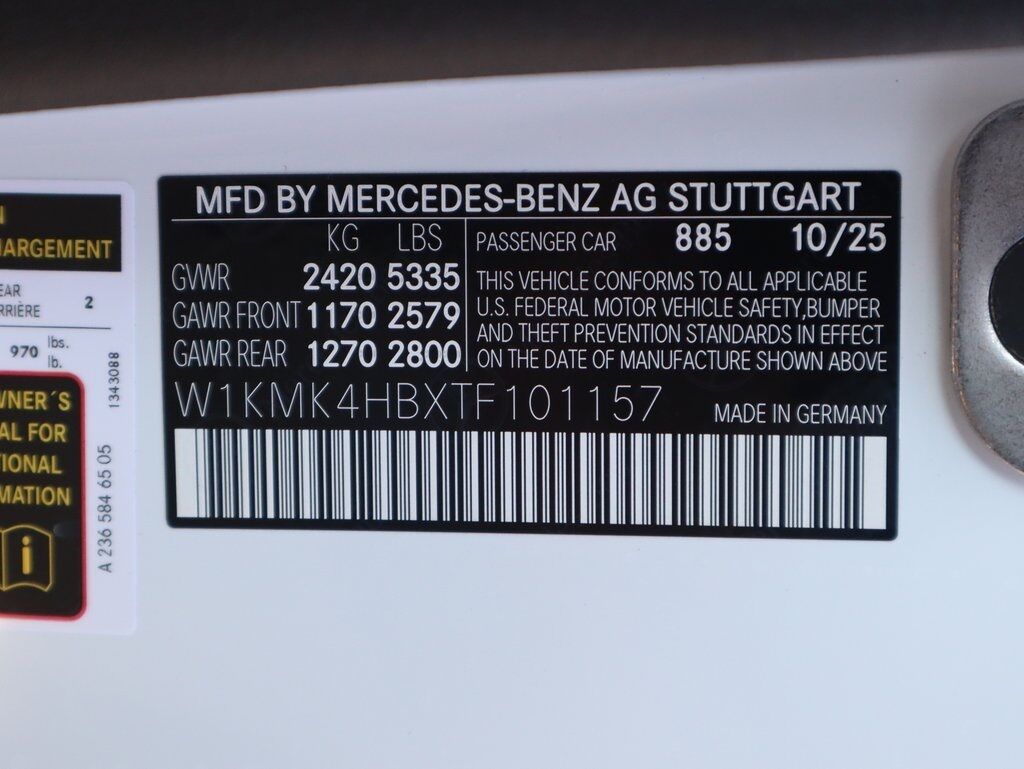 MFD BY MERCEDES-BENZ AG STUTTGART
KG LBS
GVWR 2420 5335
GAWR FRONT 1170 2579
GAWR REAR 1270 2800
PASSENGER CAR 885 10/25
THIS VEHICLE CONFORMS TO ALL APPLICABLE
U.S. FEDERAL MOTOR VEHICLE SAFETY,BUMPER
AND THEFT PREVENTION STANDARDS IN EFFECT
ON THE DATE OF MANUFACTURE SHOWN ABOVE
W1KMK4HBXTF101157
MADE IN GERMANY
N
HARGEMENT
EAR
RRIÈRE
2
970 lbs.
lb.
WNER´S
AL FOR
TIONAL
MATION
i
1343088
A 236 584 65 05